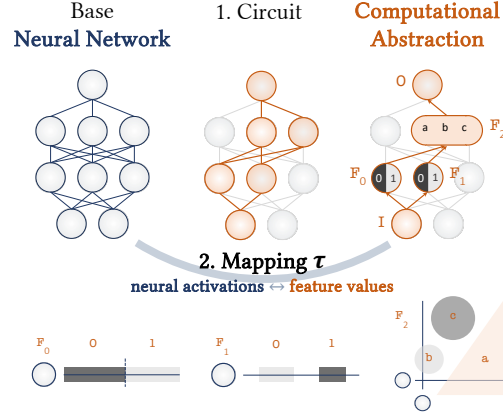 Base
Neural Network
1. Circuit
Computational
Abstraction
O
a b c
F2
F0
0 1
0 1
F1
I
2. Mapping τ
neural activations ↔ feature values
F0
0
1
F1
0
1
F2
c
b
a